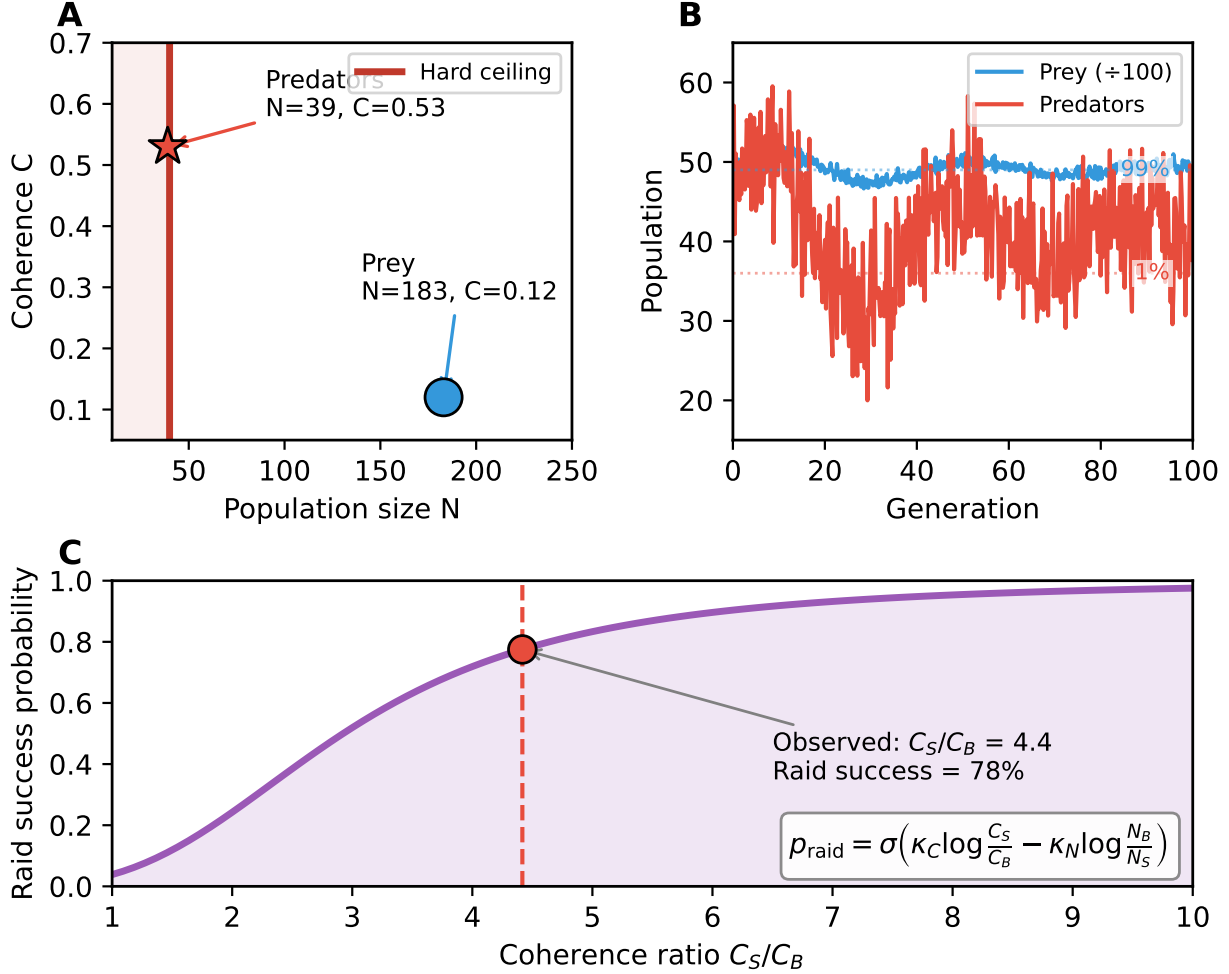 A
0.7
0.6
0.5
0.4
0.3
0.2
0.1
Coherence C
Hard ceiling
Predators
N=39, C=0.53
Prey
N=183, C=0.12
50 100 150 200 250
Population size N
B
60
50
40
30
20
Population
Prey (÷100)
Predators
99%
1%
0 20 40 60 80 100
Generation
C
1.0
0.8
0.6
0.4
0.2
0.0
Raid success probability
Observed: C_S/C_B = 4.4
Raid success = 78%
p_raid = σ(κ_C log C_S/C_B − κ_N log N_B/N_S)
1 2 3 4 5 6 7 8 9 10
Coherence ratio C_S/C_B